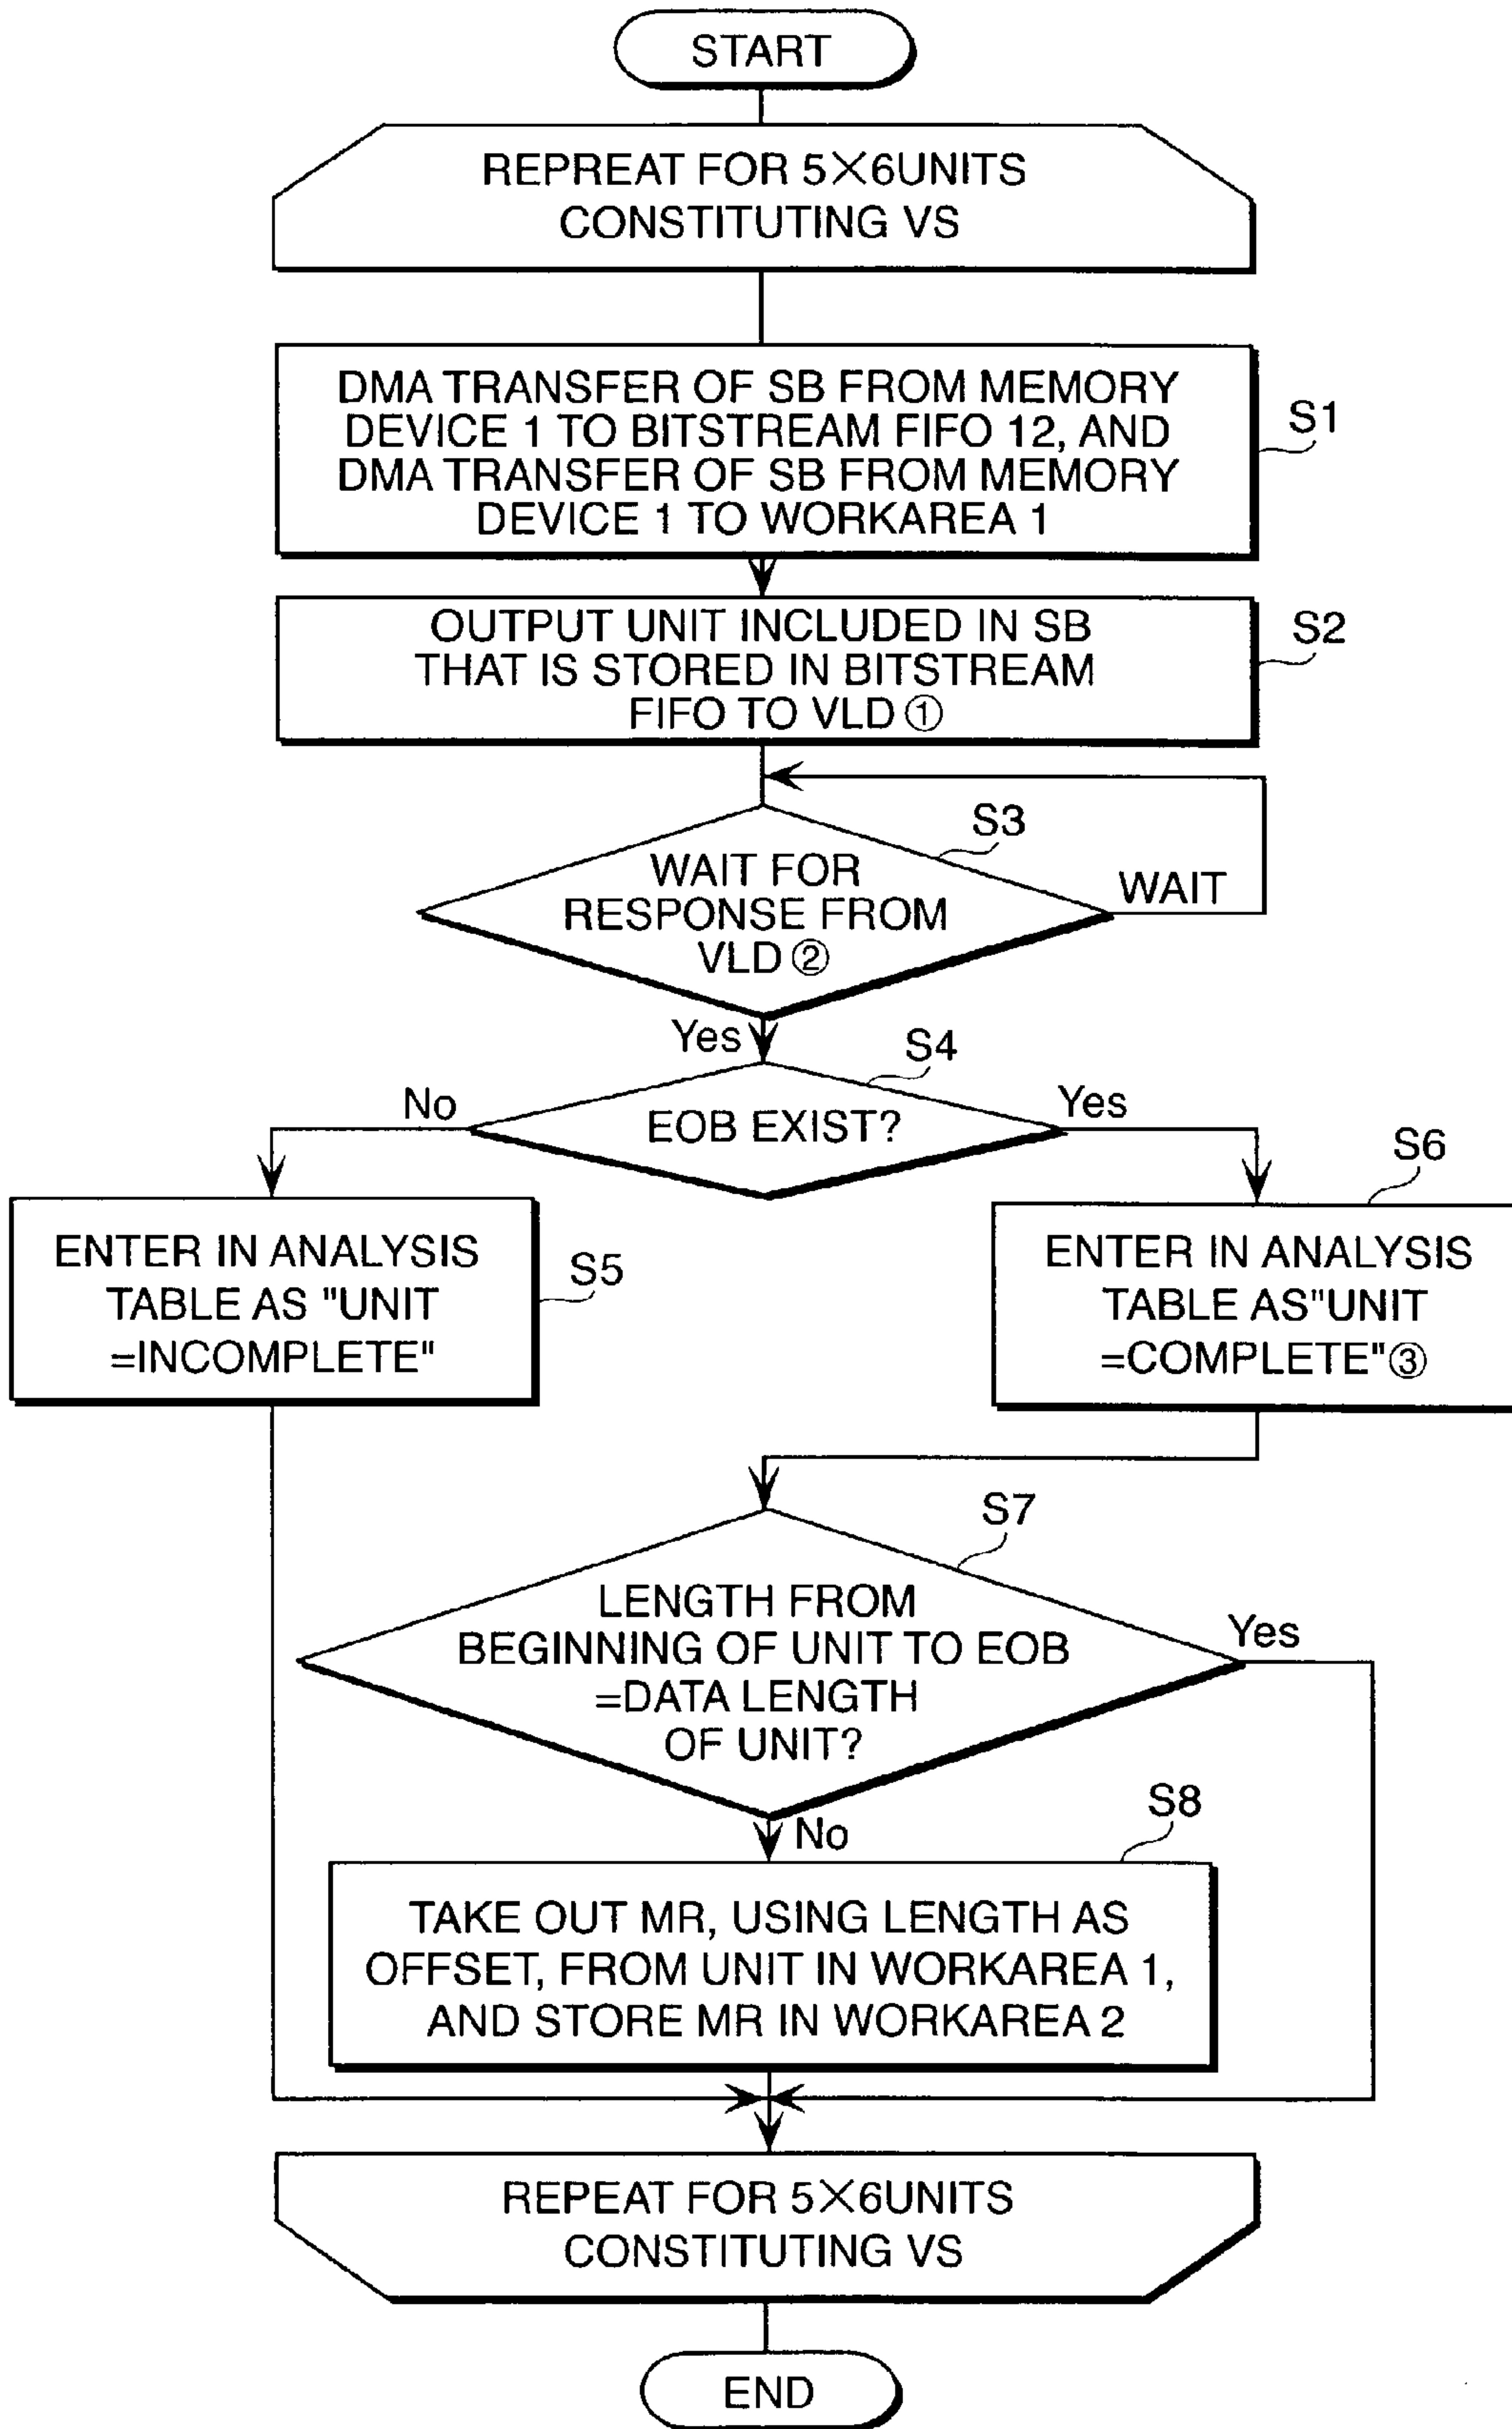 START
REPREAT FOR 5×6UNITS
CONSTITUTING VS
DMA TRANSFER OF SB FROM MEMORY
DEVICE 1 TO BITSTREAM FIFO 12, AND
DMA TRANSFER OF SB FROM MEMORY
DEVICE 1 TO WORKAREA 1
S1
OUTPUT UNIT INCLUDED IN SB
THAT IS STORED IN BITSTREAM
FIFO TO VLD ①
S2
S3
WAIT FOR
RESPONSE FROM
VLD ②
WAIT
Yes
S4
No
EOB EXIST?
Yes
ENTER IN ANALYSIS
TABLE AS "UNIT
=INCOMPLETE"
S5
S6
ENTER IN ANALYSIS
TABLE AS"UNIT
=COMPLETE"③
S7
LENGTH FROM
BEGINNING OF UNIT TO EOB
=DATA LENGTH
OF UNIT?
Yes
No
S8
TAKE OUT MR, USING LENGTH AS
OFFSET, FROM UNIT IN WORKAREA 1,
AND STORE MR IN WORKAREA 2
REPEAT FOR 5×6UNITS
CONSTITUTING VS
END